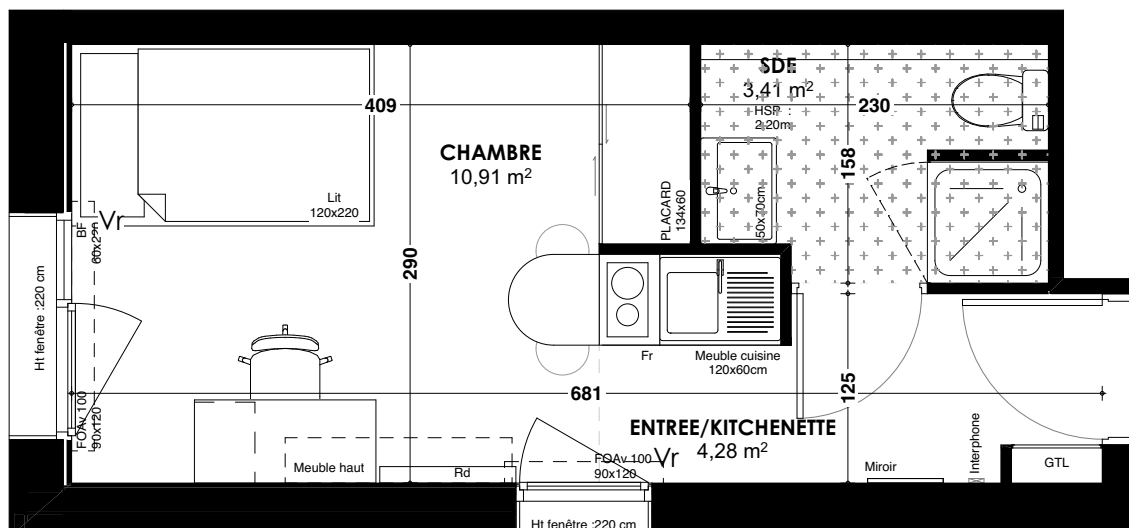 SDE
3,41 m²
HSP :
2.20m
409
230
CHAMBRE
10,91 m²
158
Lit
120x220
PLACARD
134x60
50x70cm
BF
60x220
Vr
290
Ht fenêtre :220 cm
Fr
Meuble cuisine
120x60cm
681
125
FOAv 100
90x120
ENTREE/KITCHENETTE
4,28 m²
Meuble haut
Rd
FOAv 100
90x120
Vr
Miroir
Interphone
GTL
Ht fenêtre :220 cm